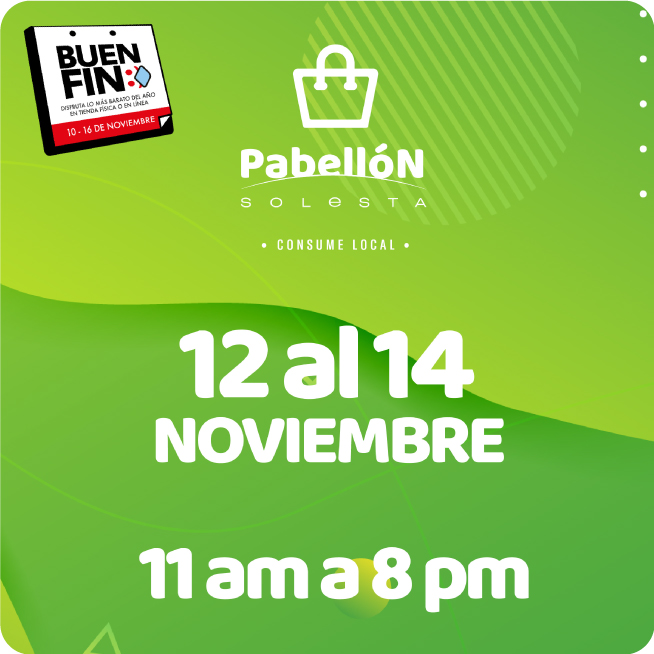 BUEN
FIN
DISFRUTA LO MÁS BARATO DEL AÑO
EN TIENDA FÍSICA O EN LÍNEA
10 - 16 DE NOVIEMBRE
PabellóN
SOLeSTA
• CONSUME LOCAL •
12 al 14
NOVIEMBRE
11 am a 8 pm